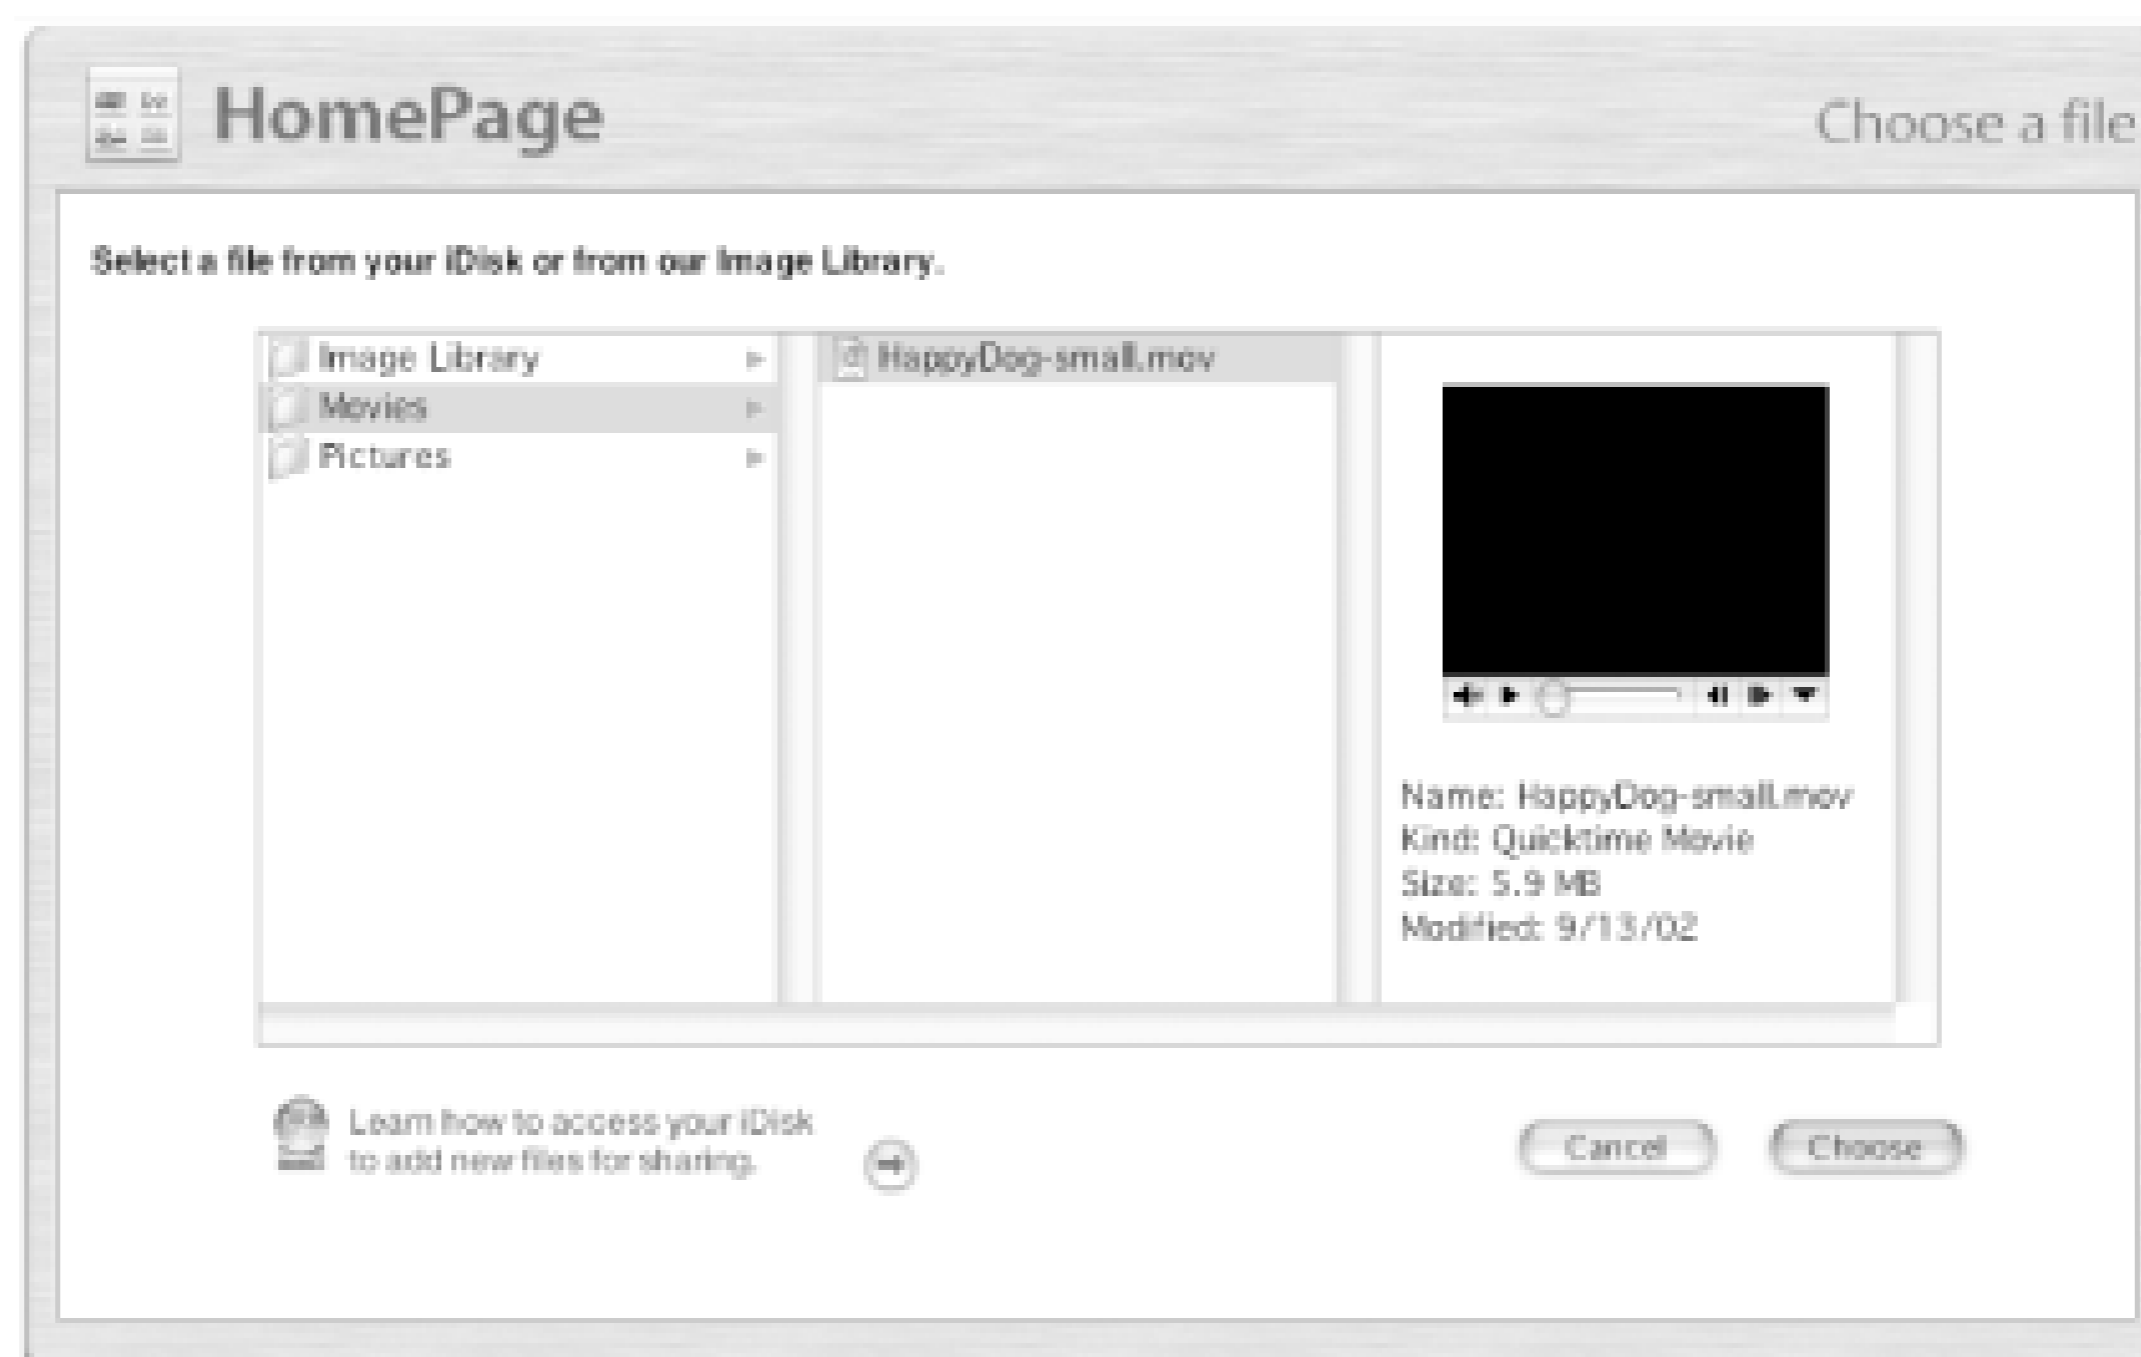 HomePage
Choose a file
Select a file from your iDisk or from our Image Library.
Image Library
Movies
Pictures
HappyDog-small.mov
Name: HappyDog-small.mov
Kind: Quicktime Movie
Size: 5.9 MB
Modified: 9/13/02
Learn how to access your iDisk
to add new files for sharing.
Cancel
Choose